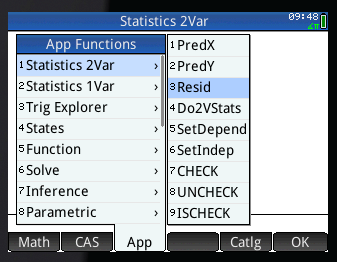 Statistics 2Var
09:48
App Functions
1 Statistics 2Var ›
2 Statistics 1Var ›
3 Trig Explorer ›
4 States ›
5 Function ›
6 Solve ›
7 Inference ›
8 Parametric ›
1 PredX
2 PredY
3 Resid
4 Do2VStats
5 SetDepend
6 SetIndep
7 CHECK
8 UNCHECK
9 ISCHECK
Math CAS App Catlg OK